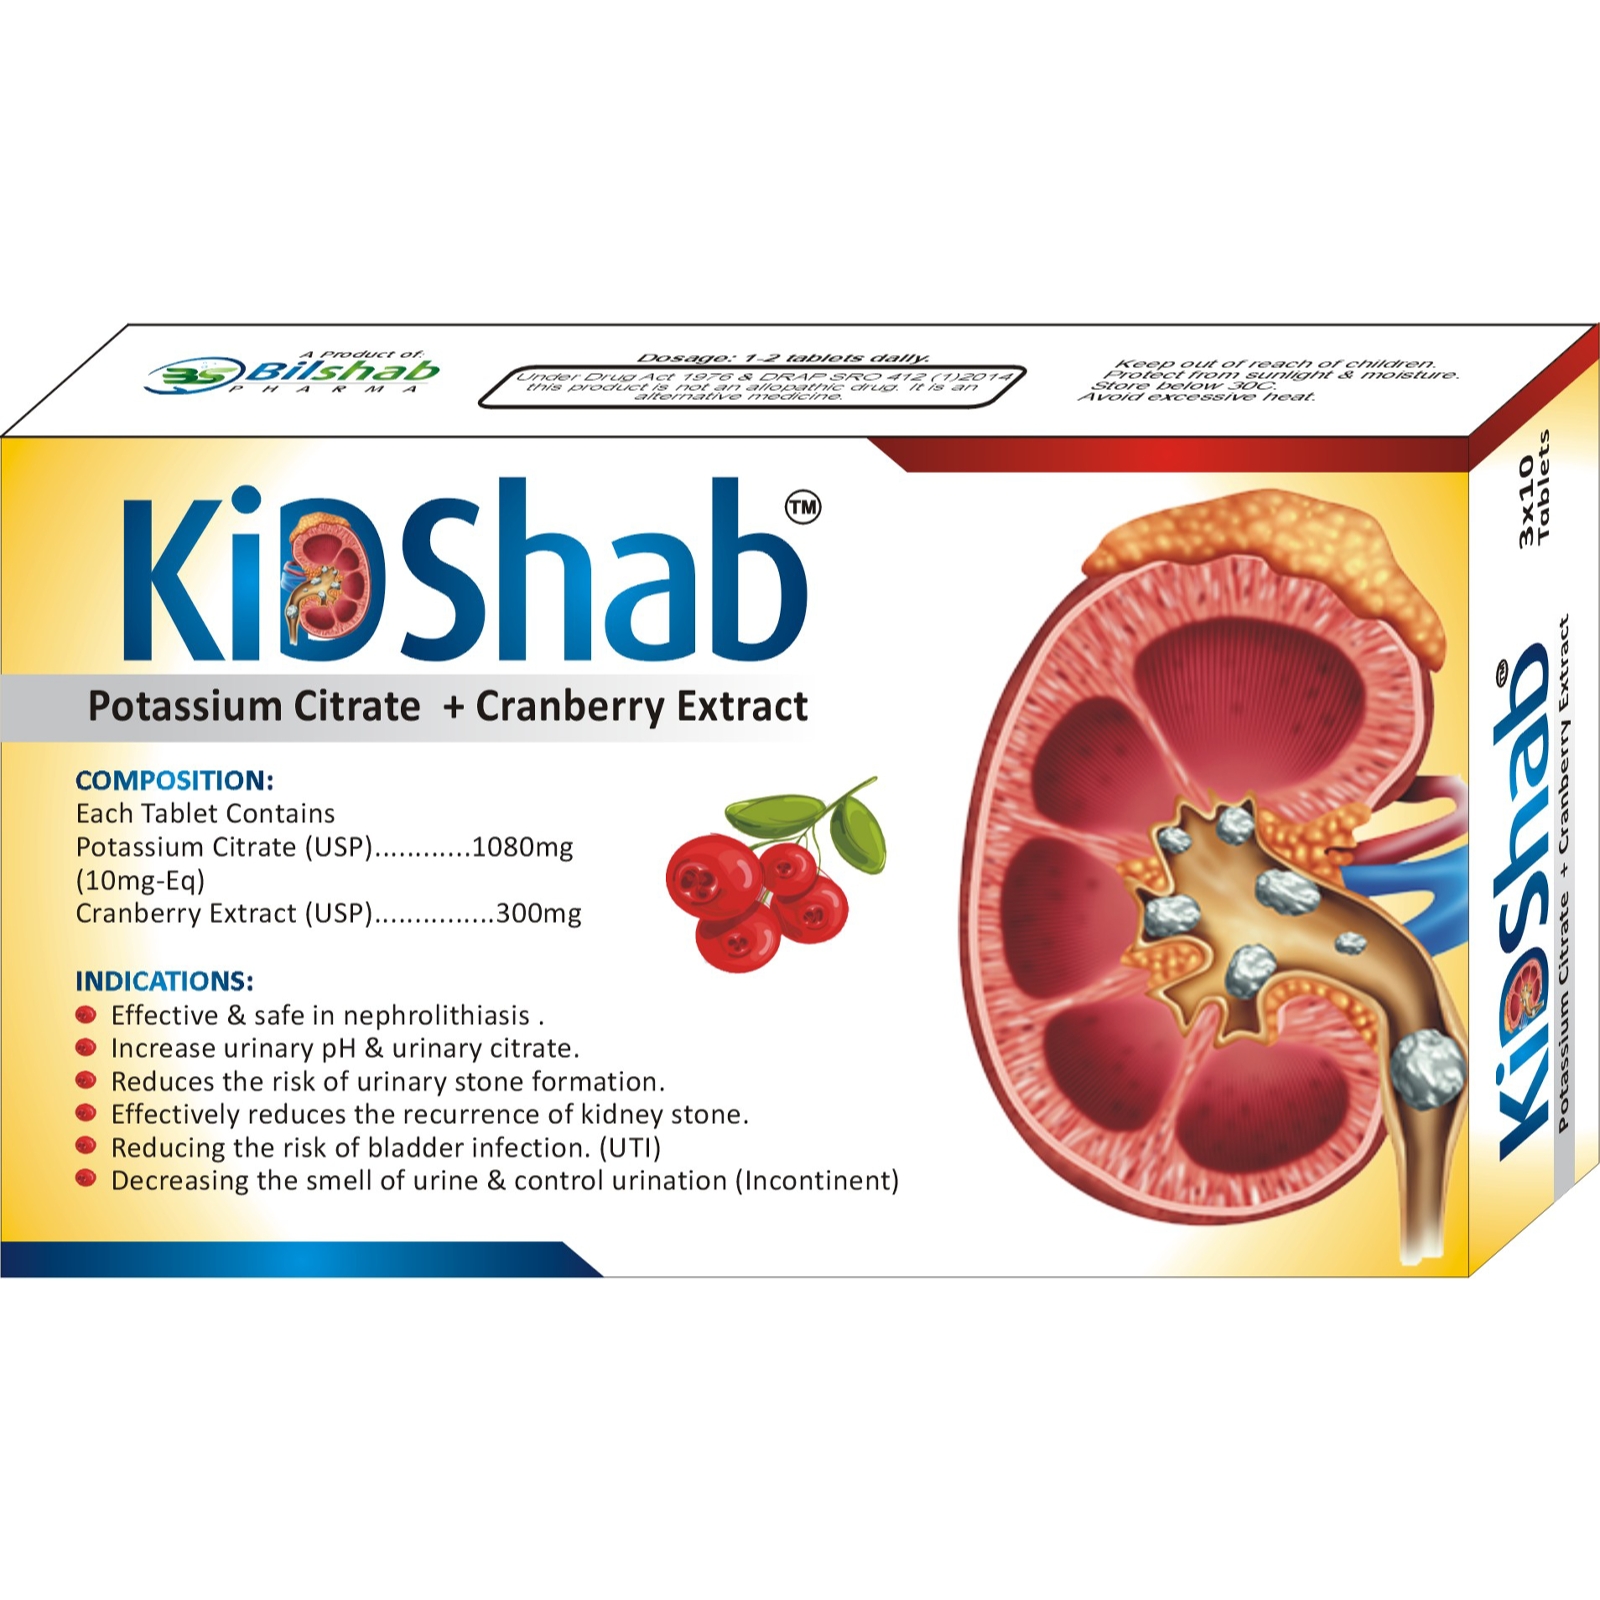 A Product of:
BS Bilshab
PHARMA
Dosage: 1-2 tablets daily.
Under Drug Act 1976 & DRAP SRO 412 (1)2014
this product is not an allopathic drug. It is an
alternative medicine.
Keep out of reach of children.
Protect from sunlight & moisture.
Store below 30C.
Avoid excessive heat.
KiDShab™
Potassium Citrate + Cranberry Extract
COMPOSITION:
Each Tablet Contains
Potassium Citrate (USP)............1080mg
(10mg-Eq)
Cranberry Extract (USP)...............300mg
INDICATIONS:
Effective & safe in nephrolithiasis .
Increase urinary pH & urinary citrate.
Reduces the risk of urinary stone formation.
Effectively reduces the recurrence of kidney stone.
Reducing the risk of bladder infection. (UTI)
Decreasing the smell of urine & control urination (Incontinent)
3x10
Tablets
KiDShab™
Potassium Citrate + Cranberry Extract